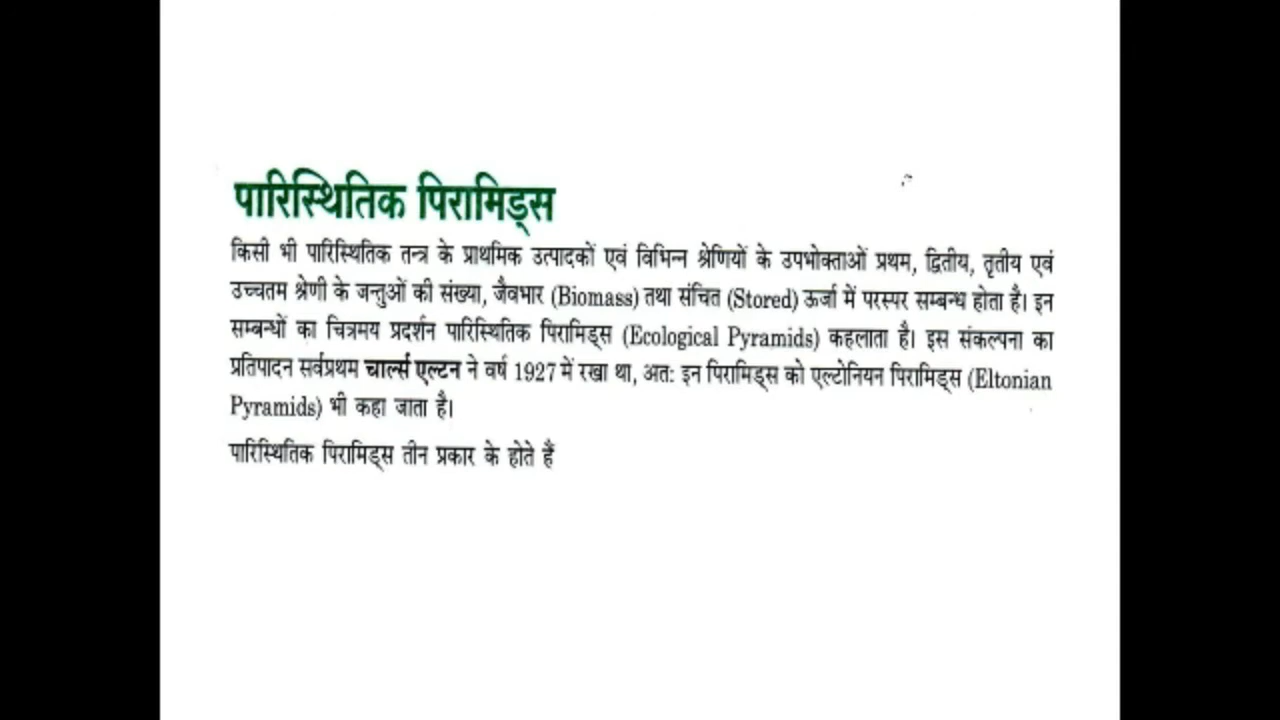 पारिस्थितिक पिरामिड्स
किसी भी पारिस्थितिक तन्त्र के प्राथमिक उत्पादकों एवं विभिन्न श्रेणियों के उपभोक्ताओं प्रथम, द्वितीय, तृतीय एवं
उच्चतम श्रेणी के जन्तुओं की संख्या, जैवभार (Biomass) तथा संचित (Stored) ऊर्जा में परस्पर सम्बन्ध होता है। इन
सम्बन्धों का चित्रमय प्रदर्शन पारिस्थितिक पिरामिड्स (Ecological Pyramids) कहलाता है। इस संकल्पना का
प्रतिपादन सर्वप्रथम चार्ल्स एल्टन ने वर्ष 1927 में रखा था, अत: इन पिरामिड्स को एल्टोनियन पिरामिड्स (Eltonian
Pyramids) भी कहा जाता है।
पारिस्थितिक पिरामिड्स तीन प्रकार के होते हैं